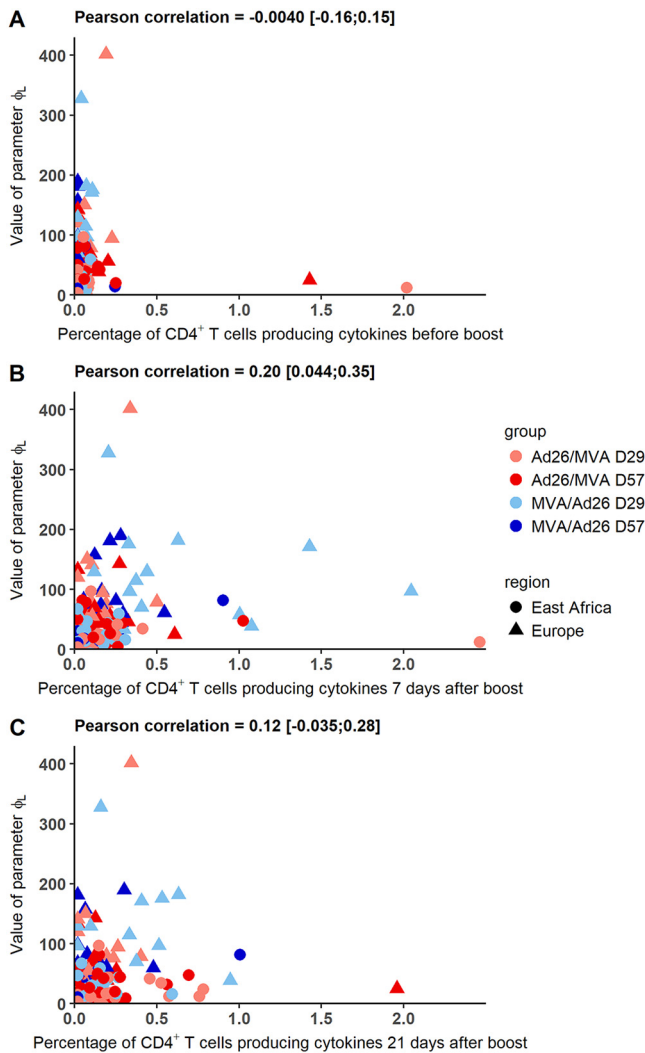 A
Pearson correlation = -0.0040 [-0.16;0.15]
400
300
200
100
0
Value of parameter ϕL
0.0 0.5 1.0 1.5 2.0
Percentage of CD4+ T cells producing cytokines before boost
B
Pearson correlation = 0.20 [0.044;0.35]
400
300
200
100
0
Value of parameter ϕL
0.0 0.5 1.0 1.5 2.0
Percentage of CD4+ T cells producing cytokines 7 days after boost
group
Ad26/MVA D29
Ad26/MVA D57
MVA/Ad26 D29
MVA/Ad26 D57
region
East Africa
Europe
C
Pearson correlation = 0.12 [-0.035;0.28]
400
300
200
100
0
Value of parameter ϕL
0.0 0.5 1.0 1.5 2.0
Percentage of CD4+ T cells producing cytokines 21 days after boost